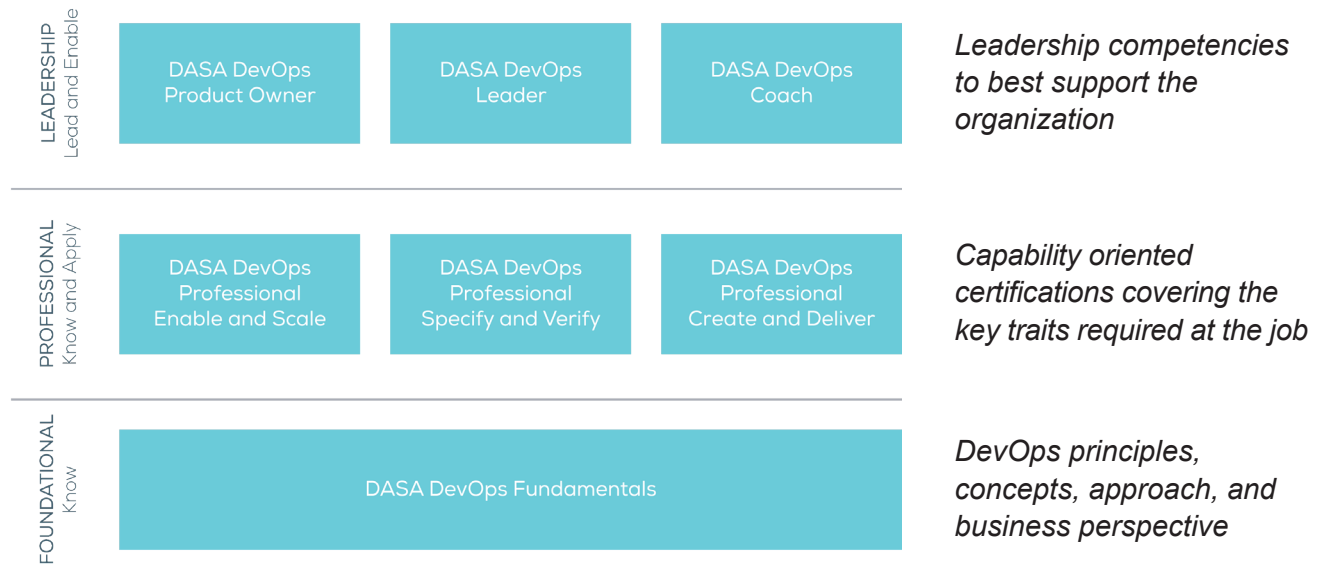 LEADERSHIP
Lead and Enable
DASA DevOps
Product Owner
DASA DevOps
Leader
DASA DevOps
Coach
Leadership competencies
to best support the
organization
PROFESSIONAL
Know and Apply
DASA DevOps
Professional
Enable and Scale
DASA DevOps
Professional
Specify and Verify
DASA DevOps
Professional
Create and Deliver
Capability oriented
certifications covering the
key traits required at the job
FOUNDATIONAL
Know
DASA DevOps Fundamentals
DevOps principles,
concepts, approach, and
business perspective